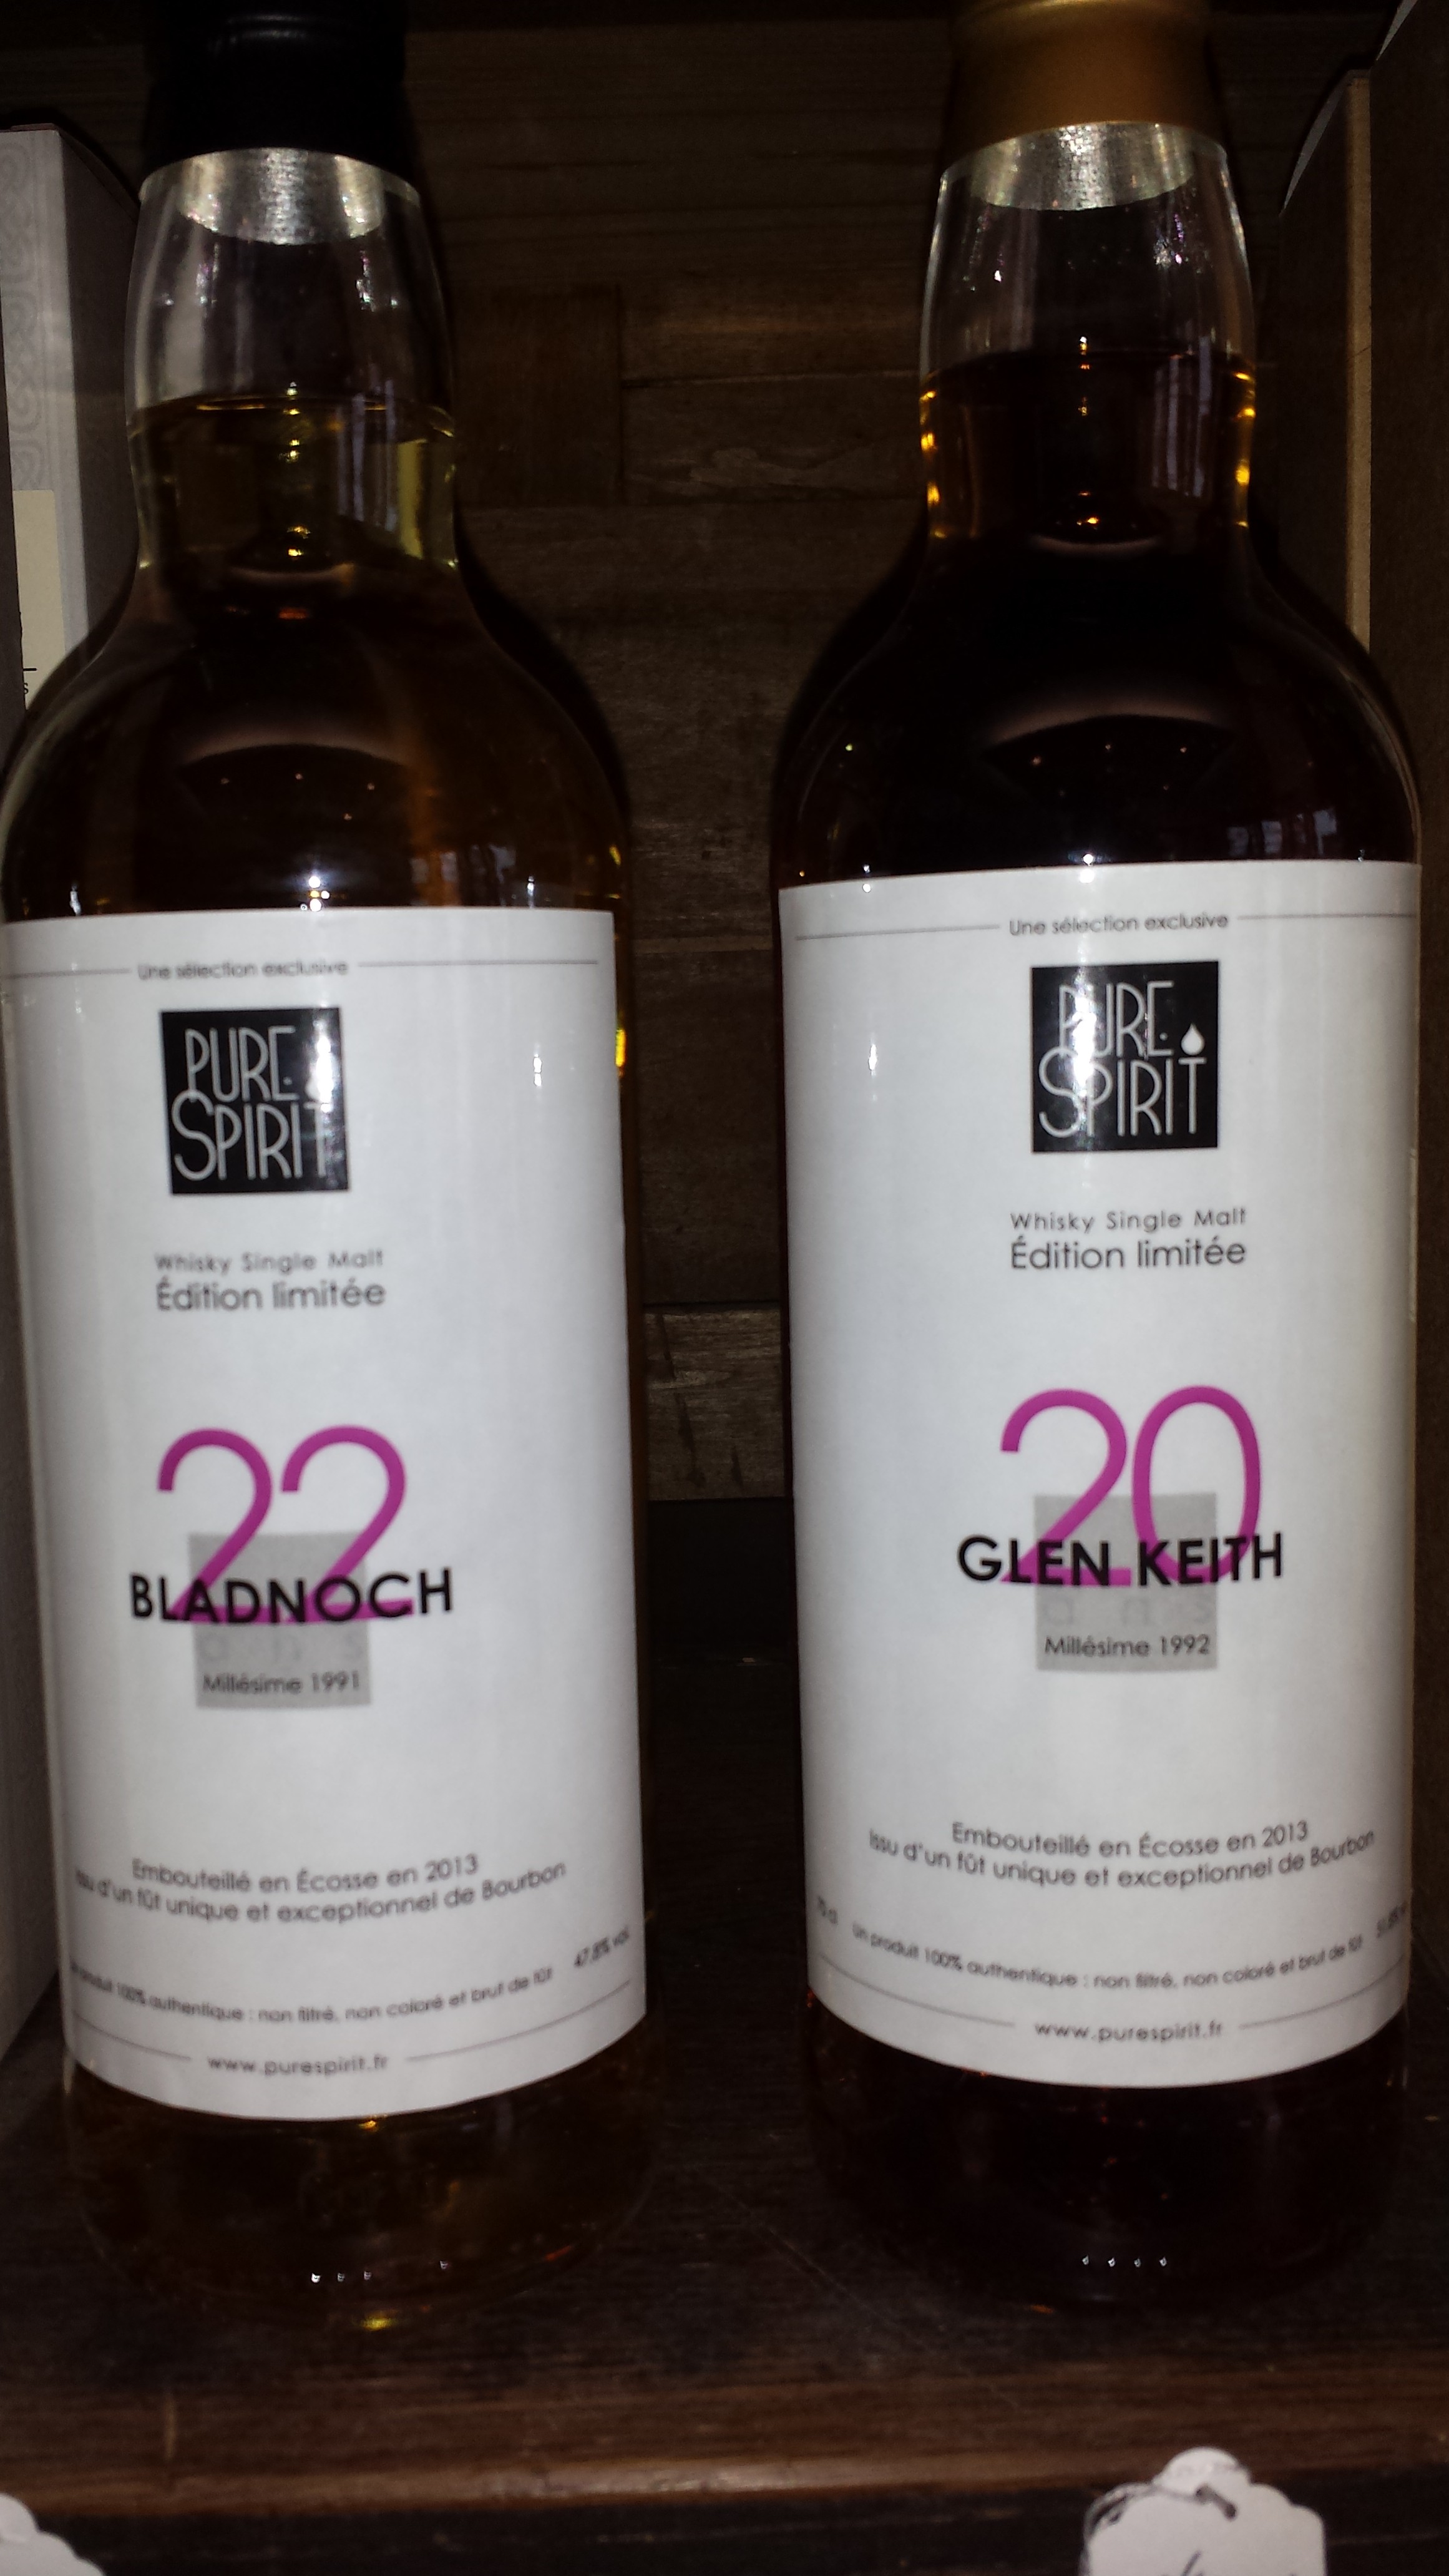 Une sélection exclusive
PURE
SPIRIT
Whisky Single Malt
Édition limitée
22
BLADNOCH
ans
Millésime 1991
Embouteillé en Écosse en 2013
Issu d'un fût unique et exceptionnel de Bourbon
produit 100% authentique : non filtré, non coloré et brut de fût 47.8% vol
www.purespirit.fr
Une sélection exclusive
PURE
SPIRIT
Whisky Single Malt
Édition limitée
20
GLEN KEITH
ans
Millésime 1992
Embouteillé en Écosse en 2013
Issu d'un fût unique et exceptionnel de Bourbon
70 cl Un produit 100% authentique : non filtré, non coloré et brut de fût
www.purespirit.fr